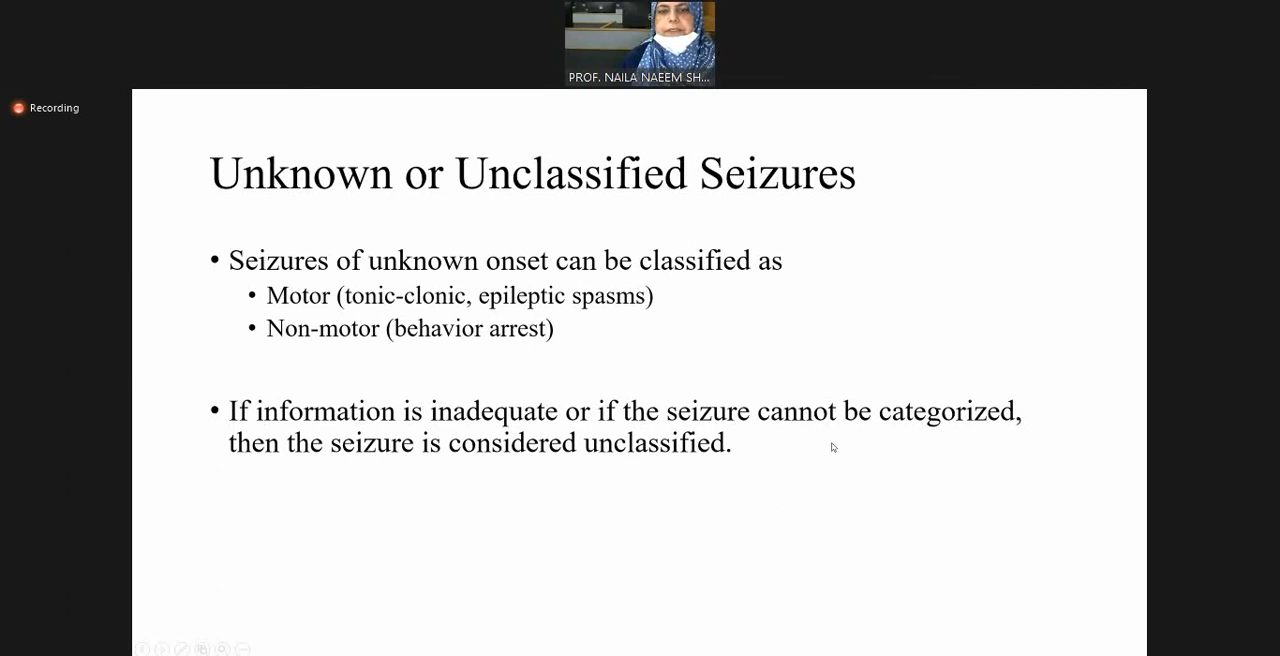 PROF. NAILA NAEEM SH...
Recording
Unknown or Unclassified Seizures
• Seizures of unknown onset can be classified as
• Motor (tonic-clonic, epileptic spasms)
• Non-motor (behavior arrest)
• If information is inadequate or if the seizure cannot be categorized,
then the seizure is considered unclassified.